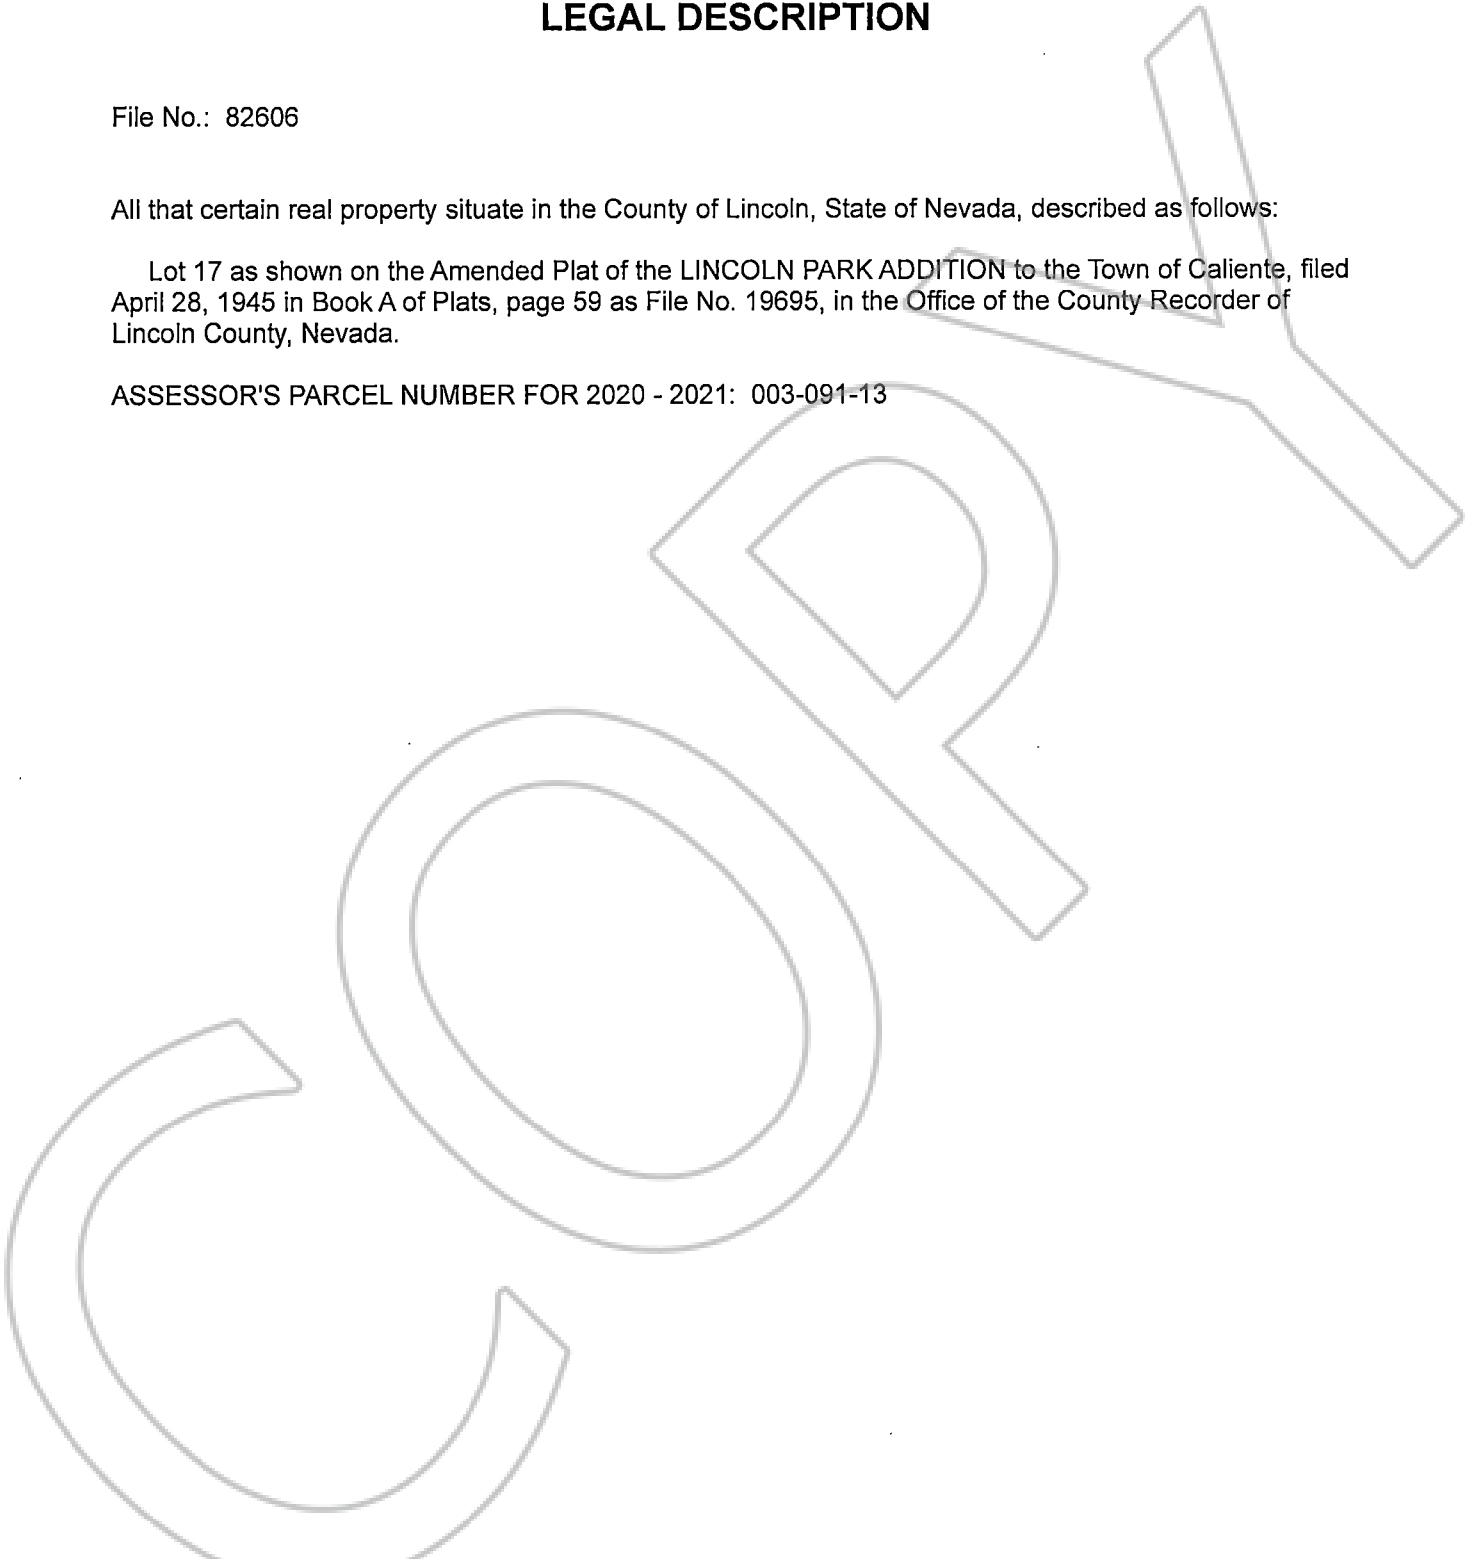 LEGAL DESCRIPTION
File No.: 82606
All that certain real property situate in the County of Lincoln, State of Nevada, described as follows:
Lot 17 as shown on the Amended Plat of the LINCOLN PARK ADDITION to the Town of Caliente, filed
April 28, 1945 in Book A of Plats, page 59 as File No. 19695, in the Office of the County Recorder of
Lincoln County, Nevada.
ASSESSOR'S PARCEL NUMBER FOR 2020 - 2021: 003-091-13
COPY